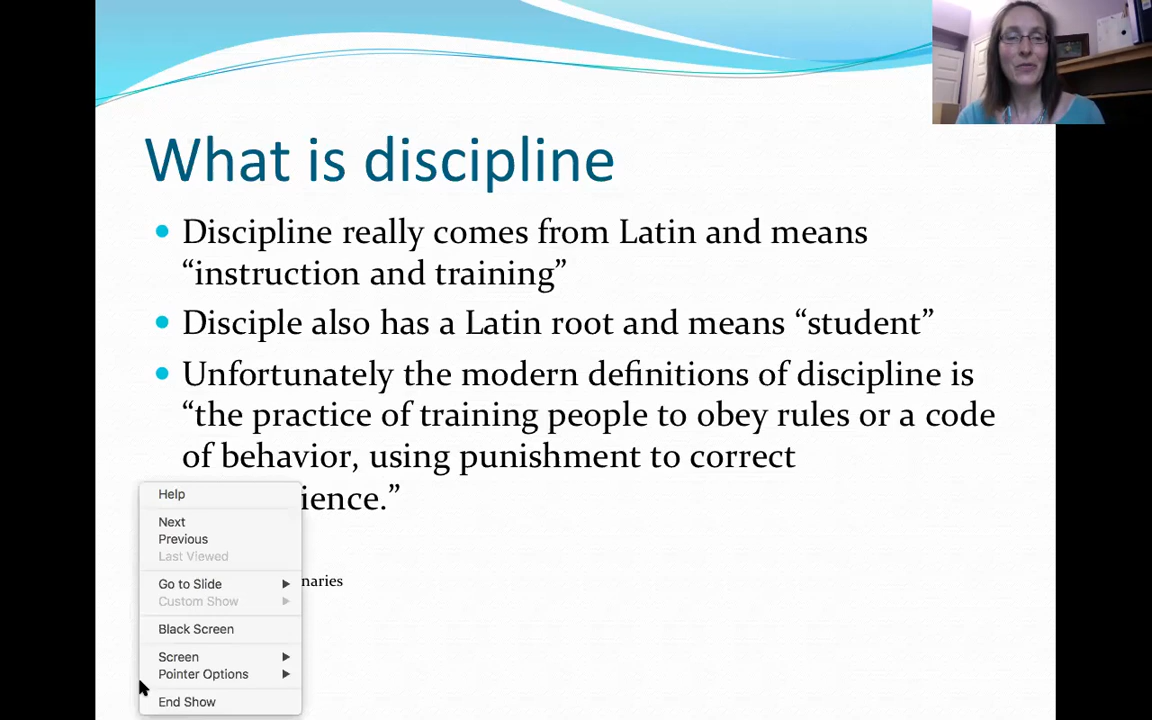 What is discipline
Discipline really comes from Latin and means
“instruction and training”
Disciple also has a Latin root and means “student”
Unfortunately the modern definitions of discipline is
“the practice of training people to obey rules or a code
of behavior, using punishment to correct
ience.”
naries
Help
Next
Previous
Last Viewed
Go to Slide
Custom Show
Black Screen
Screen
Pointer Options
End Show